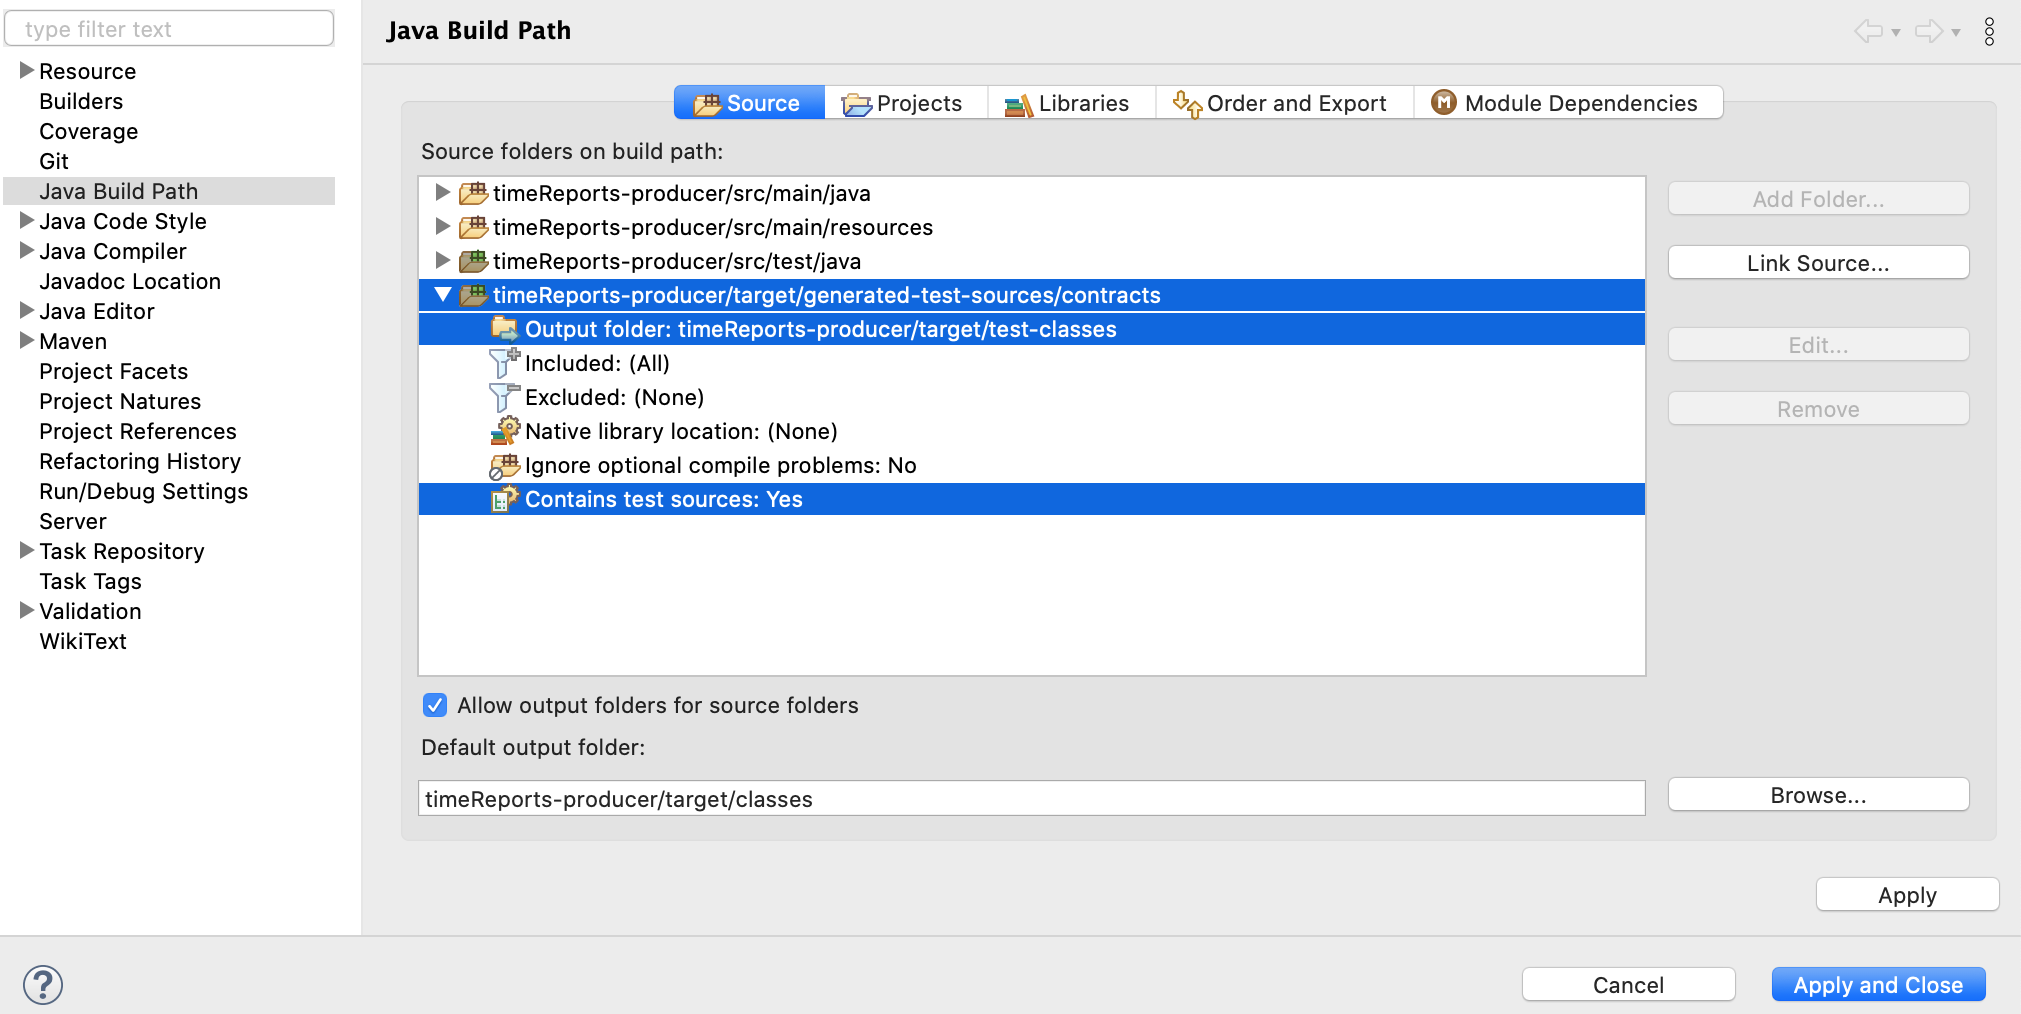 type filter text
Resource
Builders
Coverage
Git
Java Build Path
Java Code Style
Java Compiler
Javadoc Location
Java Editor
Maven
Project Facets
Project Natures
Project References
Refactoring History
Run/Debug Settings
Server
Task Repository
Task Tags
Validation
WikiText
Java Build Path
Source Projects Libraries Order and Export M Module Dependencies
Source folders on build path:
timeReports-producer/src/main/java
timeReports-producer/src/main/resources
timeReports-producer/src/test/java
timeReports-producer/target/generated-test-sources/contracts
Output folder: timeReports-producer/target/test-classes
Included: (All)
Excluded: (None)
Native library location: (None)
Ignore optional compile problems: No
Contains test sources: Yes
Add Folder...
Link Source...
Edit...
Remove
Allow output folders for source folders
Default output folder:
timeReports-producer/target/classes
Browse...
Apply
?
Cancel
Apply and Close